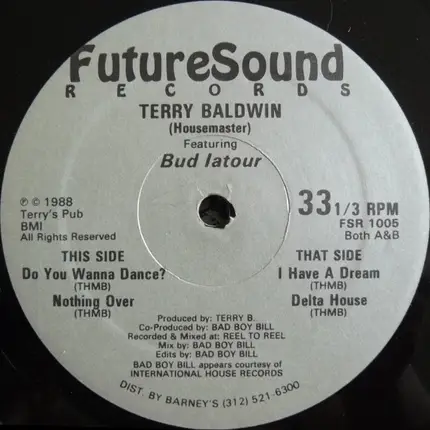 FutureSound
RECORDS
TERRY BALDWIN
(Housemaster)
Featuring
Bud latour
℗ © 1988
Terry's Pub
BMI
All Rights Reserved
33 1/3 RPM
FSR 1005
Both A&B
THIS SIDE
Do You Wanna Dance?
(THMB)
Nothing Over
(THMB)
THAT SIDE
I Have A Dream
(THMB)
Delta House
(THMB)
Produced by: TERRY B.
Co-Produced by: BAD BOY BILL
Recorded & Mixed at: REEL TO REEL
Mix by: BAD BOY BILL
Edits by: BAD BOY BILL
BAD BOY BILL appears courtesy of
INTERNATIONAL HOUSE RECORDS
DIST. BY BARNEY'S (312) 521-6300